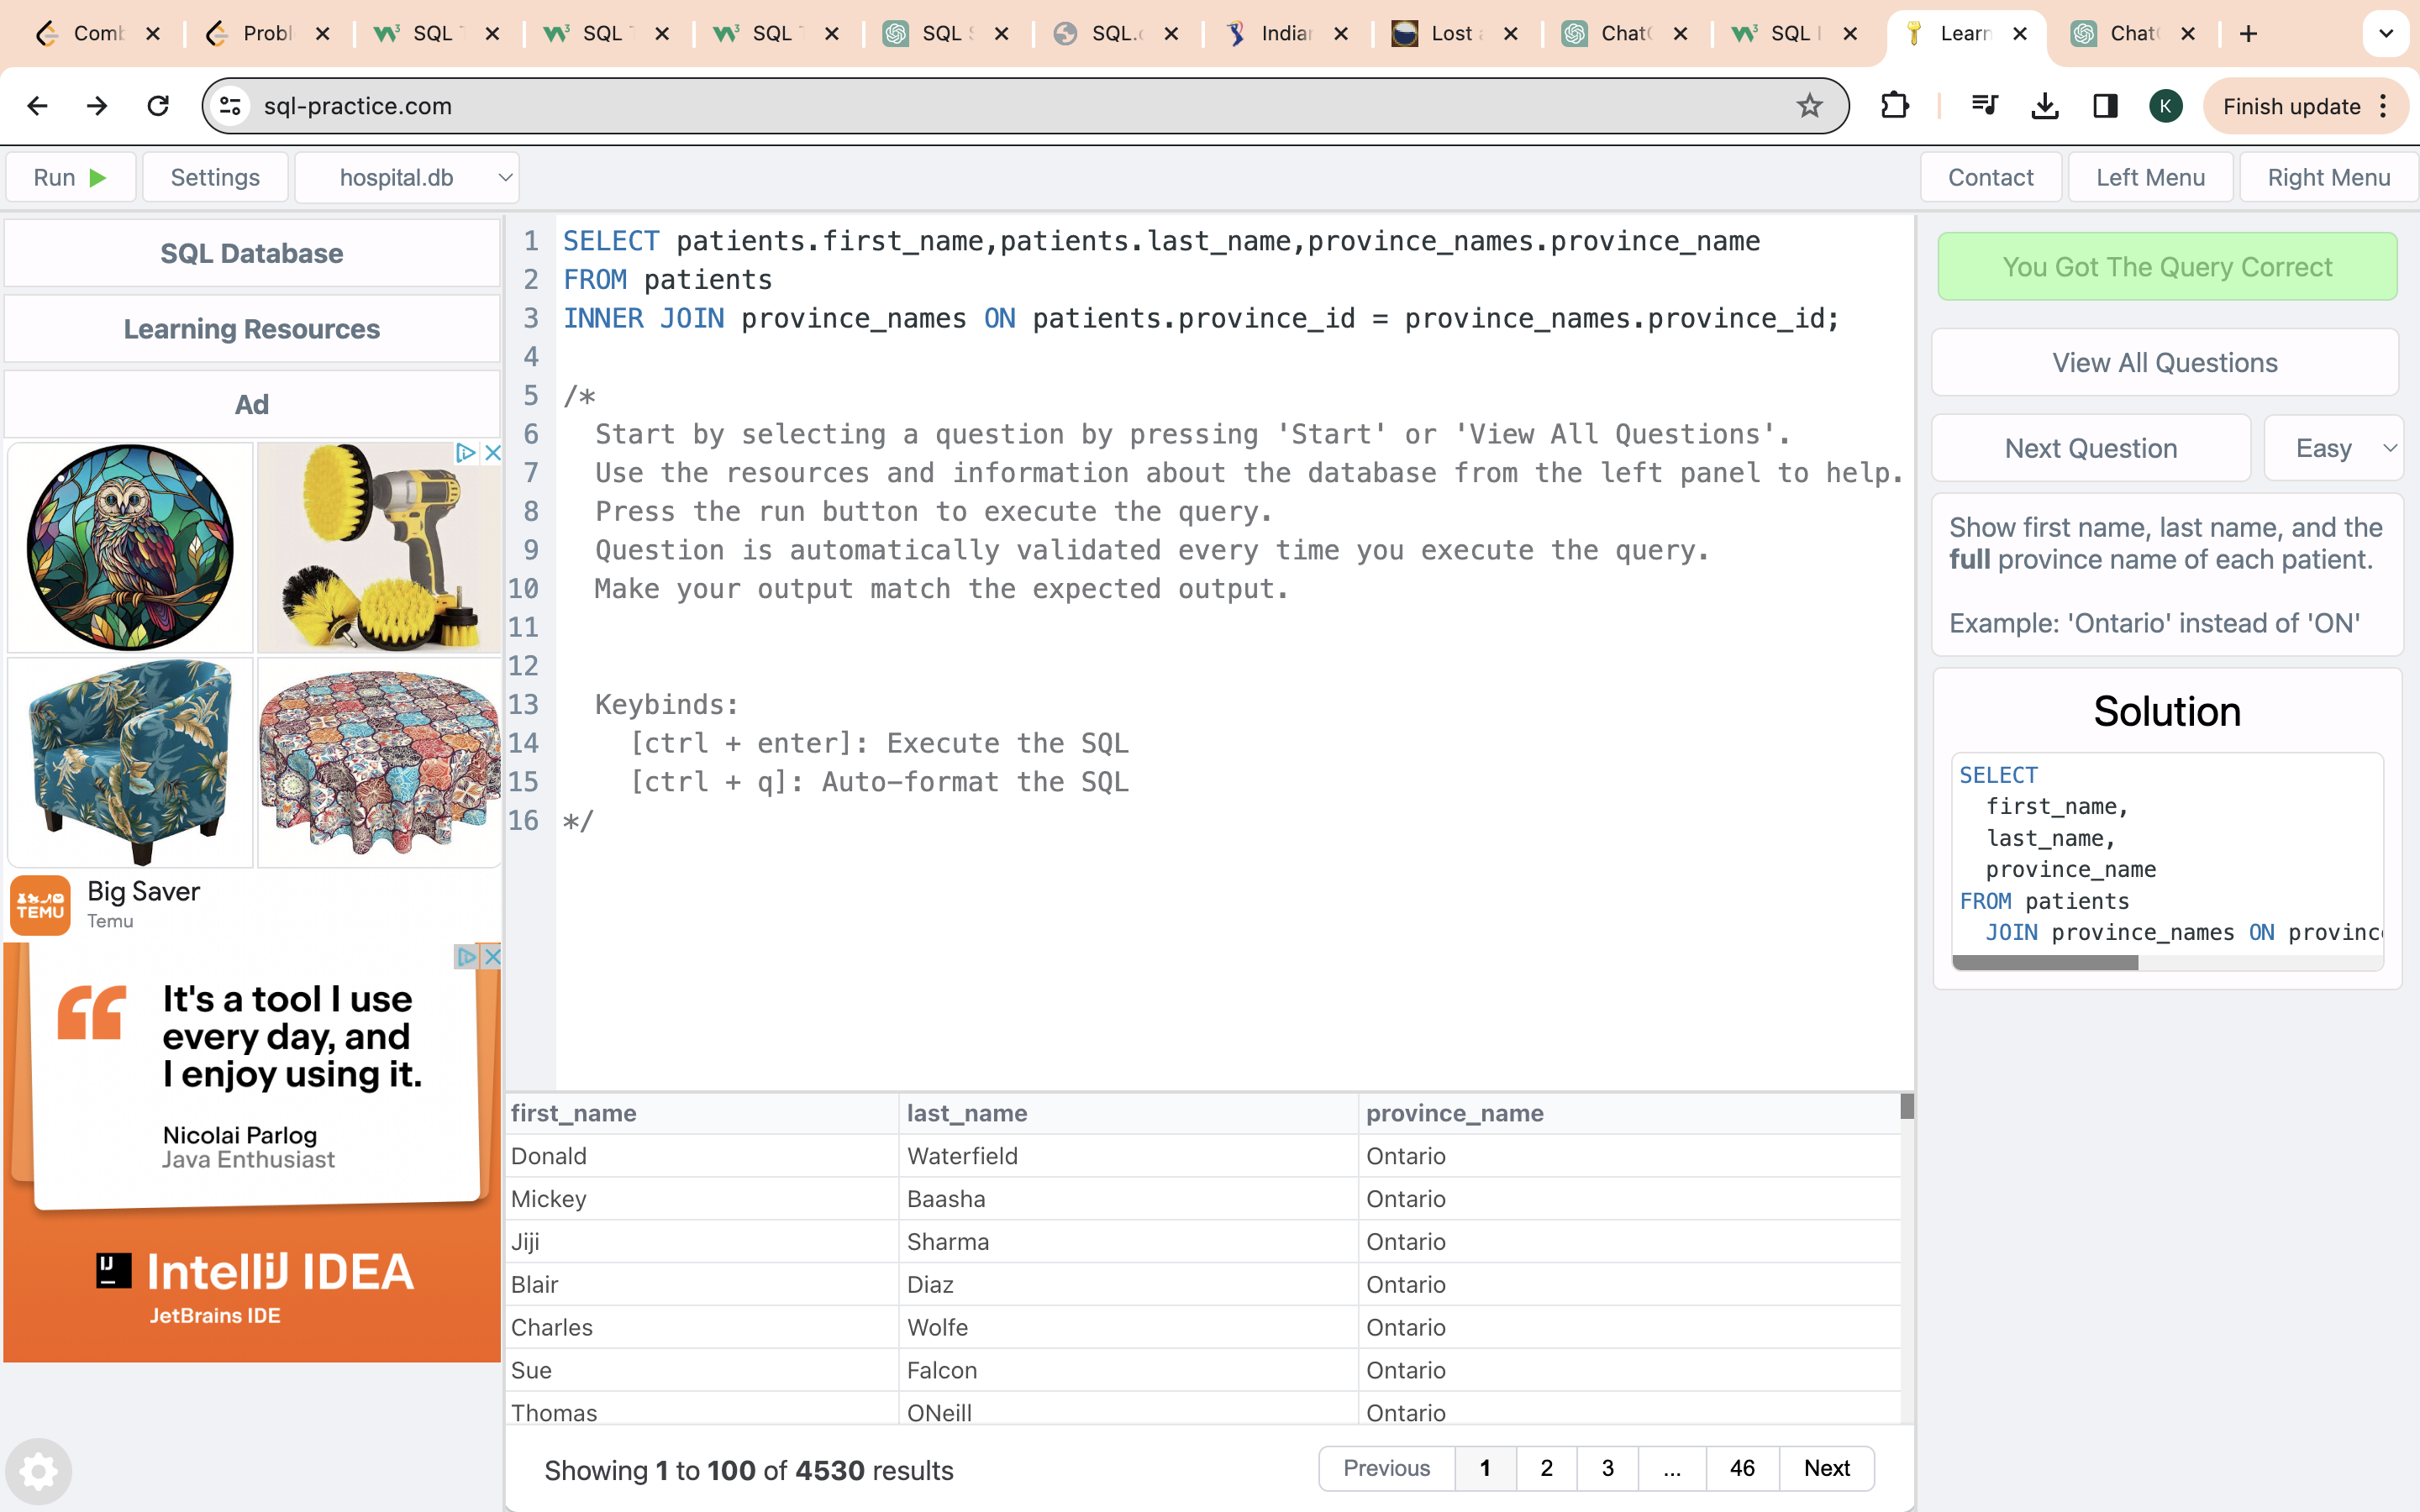 Comb
Probl
SQL
SQL
SQL
SQL S
SQL.c
Indian
Lost a
ChatG
SQL
Learn
ChatG
sql-practice.com
K
Finish update
Run
Settings
hospital.db
Contact
Left Menu
Right Menu
SQL Database
Learning Resources
Ad
TEMU
Big Saver
Temu
It's a tool I use
every day, and
I enjoy using it.
Nicolai Parlog
Java Enthusiast
IJ
IntelliJ IDEA
JetBrains IDE
1 SELECT patients.first_name,patients.last_name,province_names.province_name
2 FROM patients
3 INNER JOIN province_names ON patients.province_id = province_names.province_id;
4
5 /*
6 Start by selecting a question by pressing 'Start' or 'View All Questions'.
7 Use the resources and information about the database from the left panel to help.
8 Press the run button to execute the query.
9 Question is automatically validated every time you execute the query.
10 Make your output match the expected output.
11
12
13 Keybinds:
14 [ctrl + enter]: Execute the SQL
15 [ctrl + q]: Auto-format the SQL
16 */
first_name last_name province_name
Donald Waterfield Ontario
Mickey Baasha Ontario
Jiji Sharma Ontario
Blair Diaz Ontario
Charles Wolfe Ontario
Sue Falcon Ontario
Thomas ONeill Ontario
Showing 1 to 100 of 4530 results
Previous 1 2 3 ... 46 Next
You Got The Query Correct
View All Questions
Next Question
Easy
Show first name, last name, and the
full province name of each patient.
Example: 'Ontario' instead of 'ON'
Solution
SELECT
first_name,
last_name,
province_name
FROM patients
JOIN province_names ON provinc